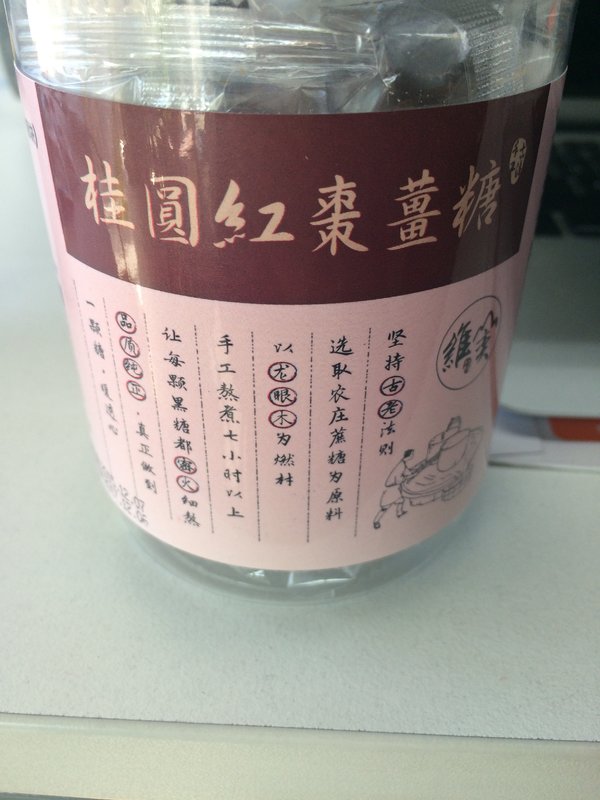 桂圓紅棗薑糖
坚持古老法则
选取农庄蔗糖为原料
以龙眼木为燃材
手工熬煮七小时以上
让每颗黑糖都蕴火细熬
品质纯正，真正做到
一颗糖，暖透心